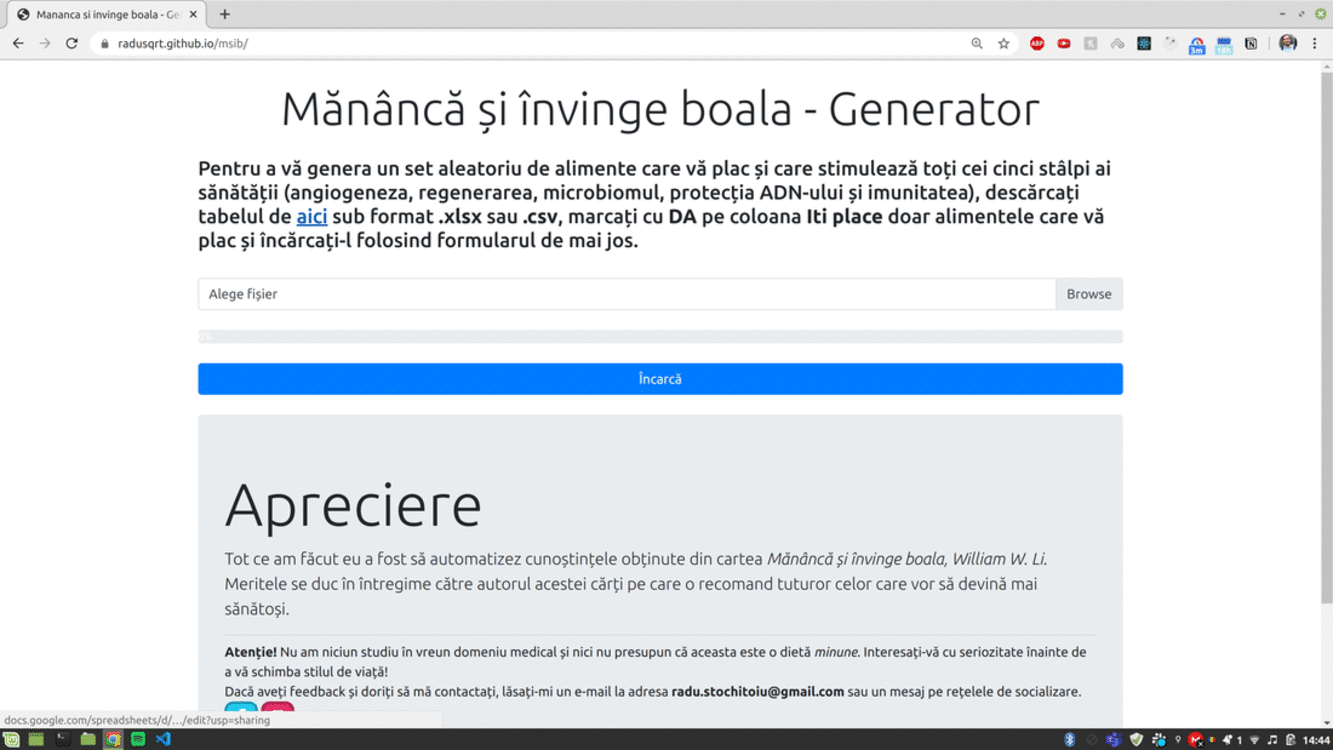 Mananca si invinge boala - Ge
radusqrt.github.io/msib/
ABP
3m
18h
Mănâncă și învinge boala - Generator
Pentru a vă genera un set aleatoriu de alimente care vă plac și care stimulează toți cei cinci stâlpi ai
sănătății (angiogeneza, regenerarea, microbiomul, protecția ADN-ului și imunitatea), descărcați
tabelul de aici sub format .xlsx sau .csv, marcați cu DA pe coloana Iti place doar alimentele care vă
plac și încărcați-l folosind formularul de mai jos.
Alege fișier
Browse
0%
Încarcă
Apreciere
Tot ce am făcut eu a fost să automatizez cunoștințele obținute din cartea Mănâncă și învinge boala, William W. Li.
Meritele se duc în întregime către autorul acestei cărți pe care o recomand tuturor celor care vor să devină mai
sănătoși.
Atenție! Nu am niciun studiu în vreun domeniu medical și nici nu presupun că aceasta este o dietă minune. Interesați-vă cu seriozitate înainte de
a vă schimba stilul de viață!
Dacă aveți feedback și doriți să mă contactați, lăsați-mi un e-mail la adresa radu.stochitoiu@gmail.com sau un mesaj pe rețelele de socializare.
docs.google.com/spreadsheets/d/…/edit?usp=sharing
1
14:44